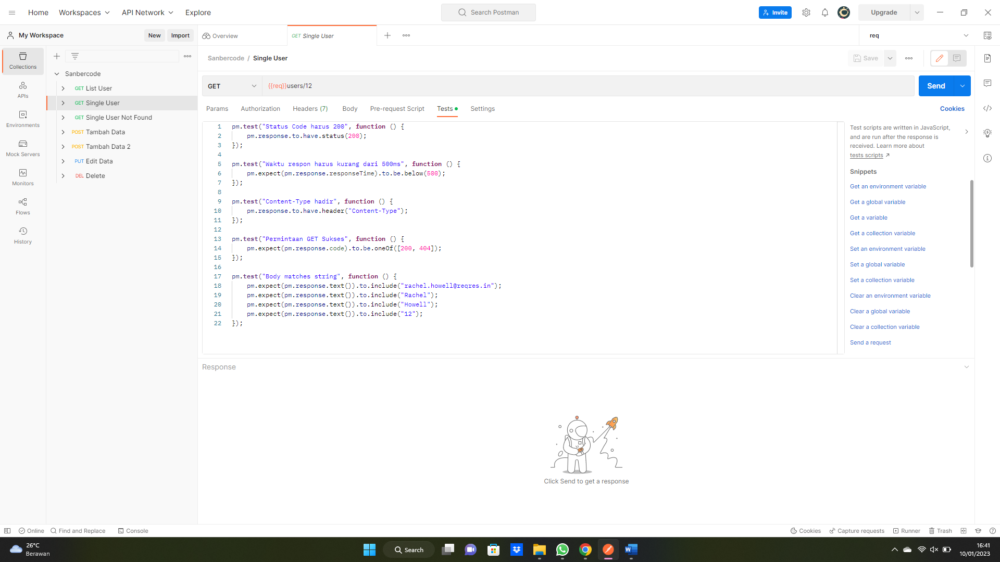 Home Workspaces API Network Explore Search Postman Invite Upgrade
My Workspace New Import Overview GET Single User req
Collections
APIs
Environments
Mock Servers
Monitors
Flows
History
Sanbercode
GET List User
GET Single User
GET Single User Not Found
POST Tambah Data
POST Tambah Data 2
PUT Edit Data
DEL Delete
Sanbercode / Single User Save
GET {{req}}users/12 Send
Params Authorization Headers (7) Body Pre-request Script Tests Settings Cookies
1 pm.test("Status Code harus 200", function () {
2 pm.response.to.have.status(200);
3 });
4
5 pm.test("Waktu respon harus kurang dari 500ms", function () {
6 pm.expect(pm.response.responseTime).to.be.below(500);
7 });
8
9 pm.test("Content-Type hadir", function () {
10 pm.response.to.have.header("Content-Type");
11 });
12
13 pm.test("Permintaan GET Sukses", function () {
14 pm.expect(pm.response.code).to.be.oneOf([200, 404]);
15 });
16
17 pm.test("Body matches string", function () {
18 pm.expect(pm.response.text()).to.include("rachel.howell@reqres.in");
19 pm.expect(pm.response.text()).to.include("Rachel");
20 pm.expect(pm.response.text()).to.include("Howell");
21 pm.expect(pm.response.text()).to.include("12");
22 });
Test scripts are written in JavaScript,
and are run after the response is
received. Learn more about
tests scripts
Snippets
Get an environment variable
Get a global variable
Get a variable
Get a collection variable
Set an environment variable
Set a global variable
Set a collection variable
Clear an environment variable
Clear a global variable
Clear a collection variable
Send a request
Response
Click Send to get a response
Online Find and Replace Console Cookies Capture requests Runner Trash
26°C
Berawan
Search
16:41
10/01/2023